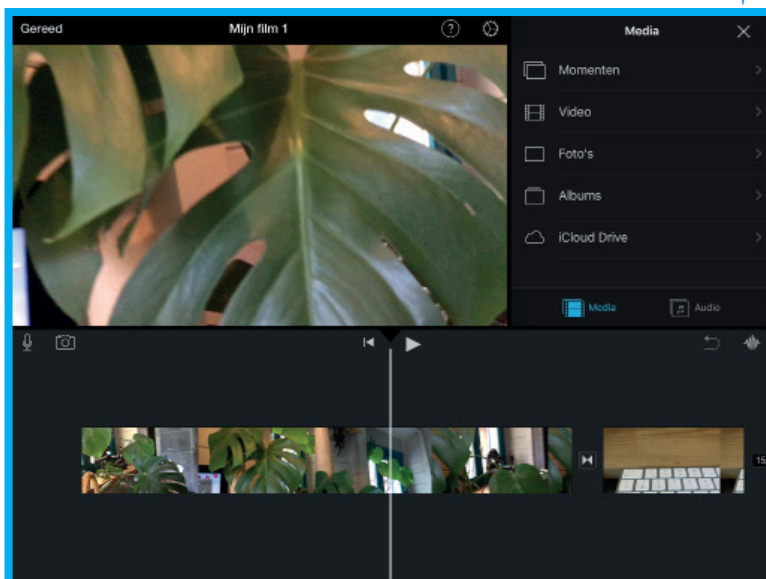 Gereed
Mijn film 1
?
Media
Momenten
Video
Foto's
Albums
iCloud Drive
Media
Audio